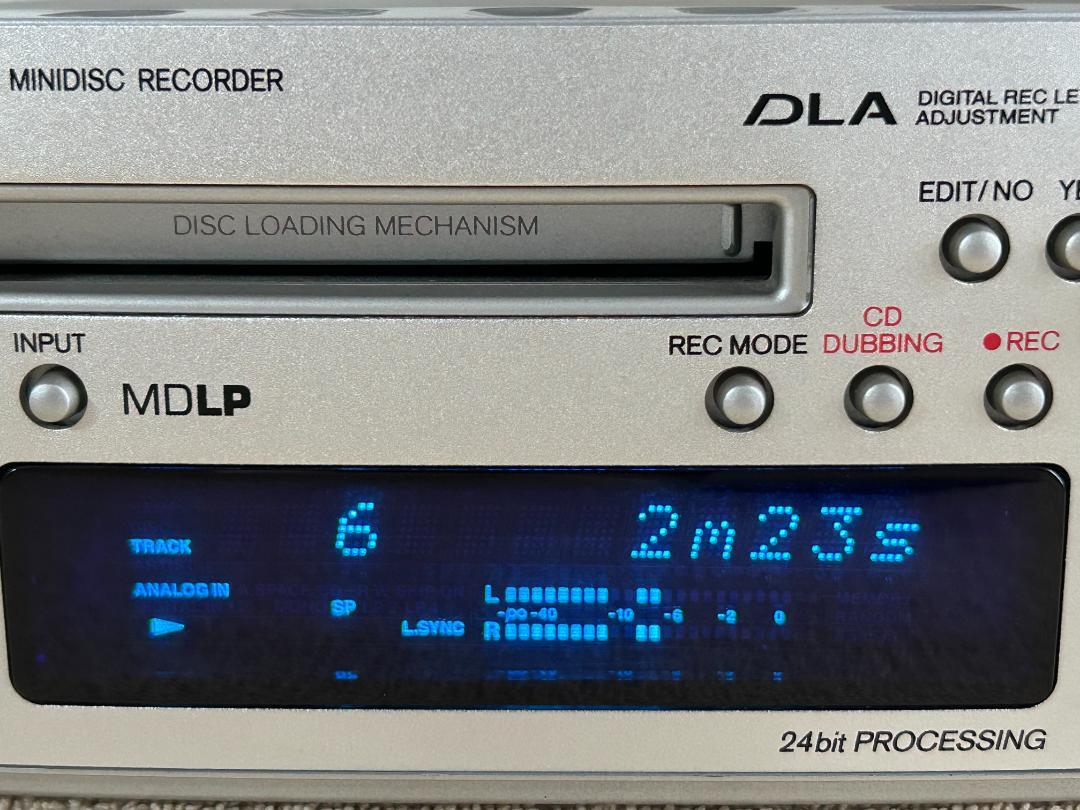 MINIDISC RECORDER
DLA
DIGITAL REC LE
ADJUSTMENT
EDIT/NO
DISC LOADING MECHANISM
INPUT
MDLP
REC MODE
CD
DUBBING
REC
6 2m23s
TRACK
ANALOG IN
SP
L.SYNC
L
-∞ -40 -10 -6 -2 0
R
24bit PROCESSING